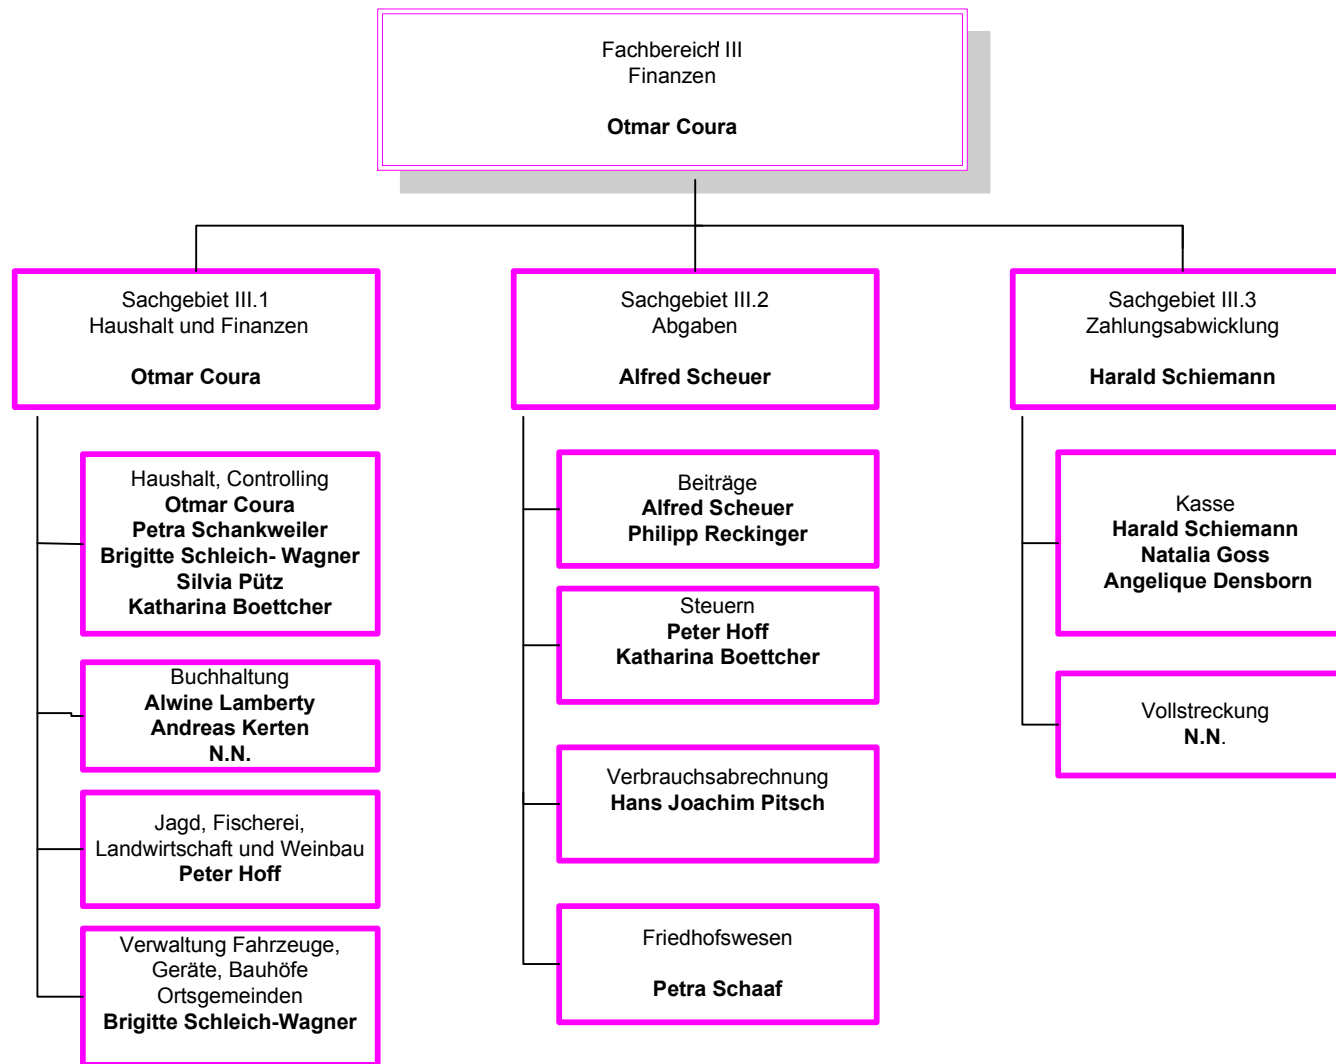 Fachbereich III
Finanzen
Otmar Coura
Sachgebiet III.1
Haushalt und Finanzen
Otmar Coura
Haushalt, Controlling
Otmar Coura
Petra Schankweiler
Brigitte Schleich- Wagner
Silvia Pütz
Katharina Boettcher
Buchhaltung
Alwine Lamberty
Andreas Kerten
N.N.
Jagd, Fischerei,
Landwirtschaft und Weinbau
Peter Hoff
Verwaltung Fahrzeuge,
Geräte, Bauhöfe
Ortsgemeinden
Brigitte Schleich-Wagner
Sachgebiet III.2
Abgaben
Alfred Scheuer
Beiträge
Alfred Scheuer
Philipp Reckinger
Steuern
Peter Hoff
Katharina Boettcher
Verbrauchsabrechnung
Hans Joachim Pitsch
Friedhofswesen
Petra Schaaf
Sachgebiet III.3
Zahlungsabwicklung
Harald Schiemann
Kasse
Harald Schiemann
Natalia Goss
Angelique Densborn
Vollstreckung
N.N.